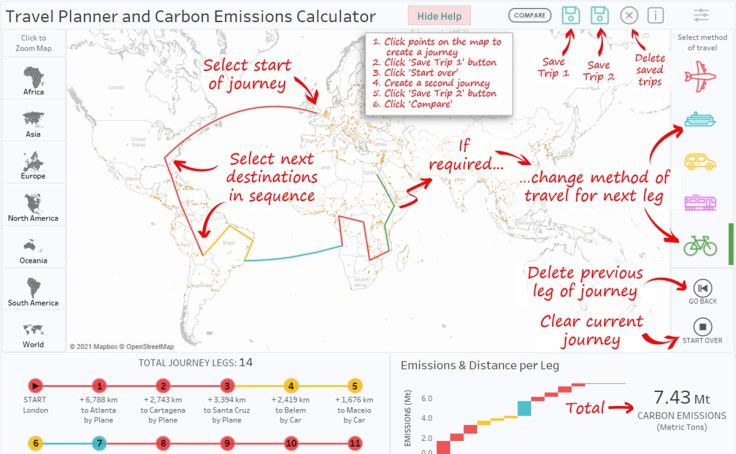 Travel Planner and Carbon Emissions Calculator
Hide Help
COMPARE
Click to
Zoom Map
Africa
Asia
Europe
North America
Oceania
South America
World
Select start
of journey
Select next
destinations
in sequence
1. Click points on the map to
create a journey
2. Click 'Save Trip 1' button
3. Click 'Start over'
4. Create a second journey
5. Click 'Save Trip 2' button
6. Click 'Compare'
Save
Trip 1
Save
Trip 2
Delete
saved
trips
Select method
of travel
If
required...
...change method of
travel for next leg
Delete previous
leg of journey
GO BACK
Clear current
journey
START OVER
© 2021 Mapbox © OpenStreetMap
TOTAL JOURNEY LEGS: 14
1 2 3 4 5
START
London
+ 6,788 km
to Atlanta
by Plane
+ 2,743 km
to Cartagena
by Plane
+ 3,394 km
to Santa Cruz
by Plane
+ 2,419 km
to Belem
by Car
+ 1,676 km
to Maceio
by Car
6 7 8 9 10 11
Emissions & Distance per Leg
EMISSIONS (Mt)
6.0
4.0
2.0
0.0
Total
7.43 Mt
CARBON EMISSIONS
(Metric Tons)